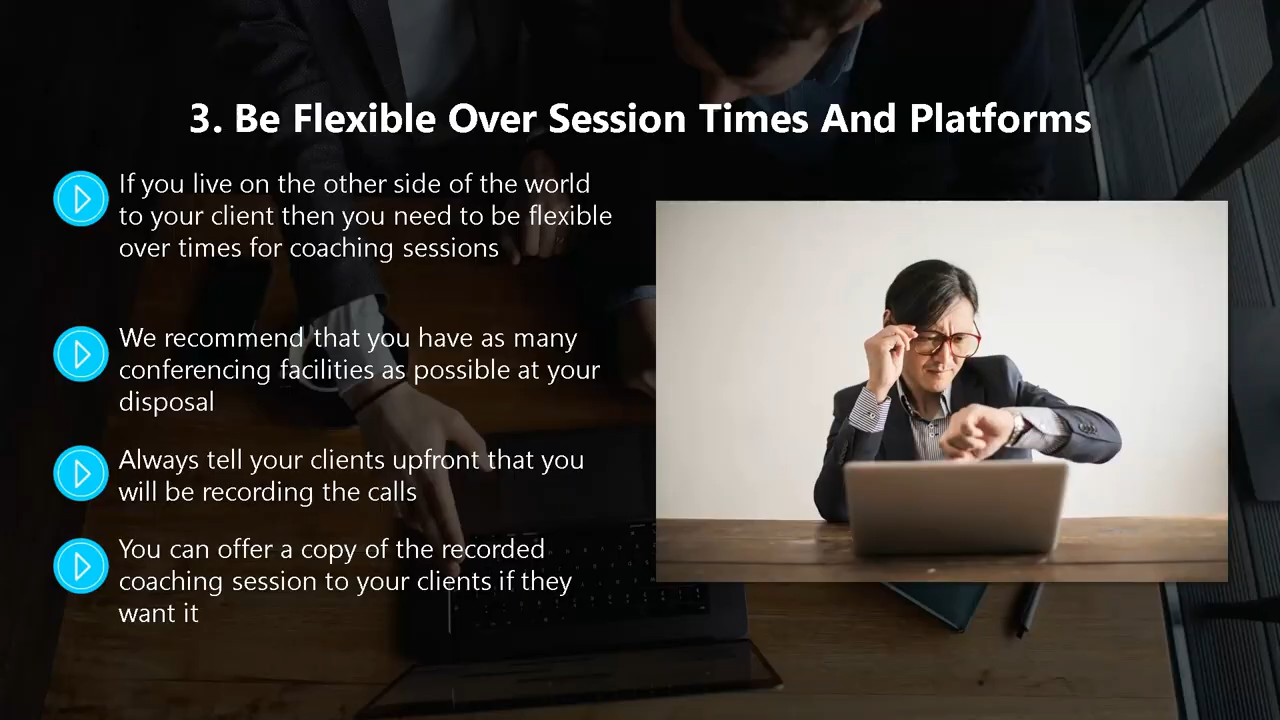 3. Be Flexible Over Session Times And Platforms
If you live on the other side of the world
to your client then you need to be flexible
over times for coaching sessions
We recommend that you have as many
conferencing facilities as possible at your
disposal
Always tell your clients upfront that you
will be recording the calls
You can offer a copy of the recorded
coaching session to your clients if they
want it